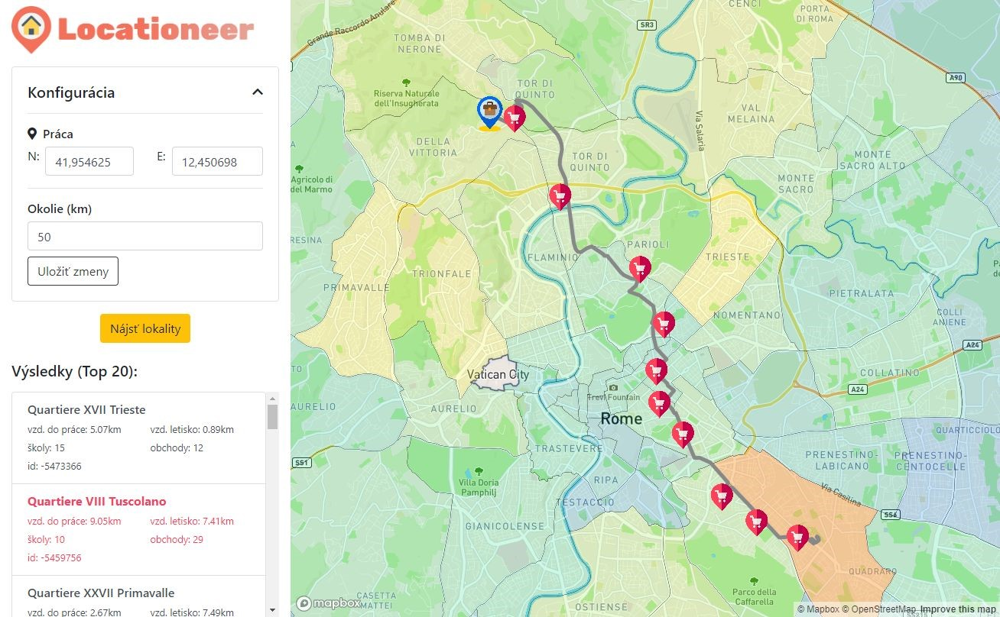 Locationeer
Konfigurácia
Práca
N: 41,954625 E: 12,450698
Okolie (km)
50
Uložiť zmeny
Nájsť lokality
Výsledky (Top 20):
Quartiere XVII Trieste
vzd. do práce: 5.07km vzd. letisko: 0.89km
školy: 15 obchody: 12
id: -5473366
Quartiere VIII Tuscolano
vzd. do práce: 9.05km vzd. letisko: 7.41km
školy: 10 obchody: 29
id: -5459756
Quartiere XXVII Primavalle
vzd. do práce: 2.67km vzd. letisko: 7.49km
Grande Raccordo Anulare
CENCI
PORTA
DI ROMA
SR3
TOMBA DI
NERONE
A90
Riserva Naturale
dell'Insugherata
TOR DI
QUINTO
VAL
MELAINA
Via Salaria
DELLA
VITTORIA
TOR DI
QUINTO
MONTE
SACRO ALTO
Agricolo di
del Marmo
MONTE
SACRO
RESINA
PARIOLI
FLAMINIO
TRIESTE
TRIONFALE
PRIMAVALLE
PIETRALATA
NOMENTANO
COLLI
ANIENE
A24
Vatican City
COLLATINO
A24
Trevi Fountain
AURELIO
AURELIO
Rome
QUARTICCIOLO
TRASTEVERE
PRENESTINO-
LABICANO
PRENESTINO-
CENTOCELLE
SS1
Villa Doria
Pamphilj
RIPA
Via Casilina
TESTACCIO
SS6
GIANICOLENSE
QUADRARO
CASETTA
MATTEI
Parco della
Caffarella
OSTIENSE
mapbox
© Mapbox © OpenStreetMap Improve this map